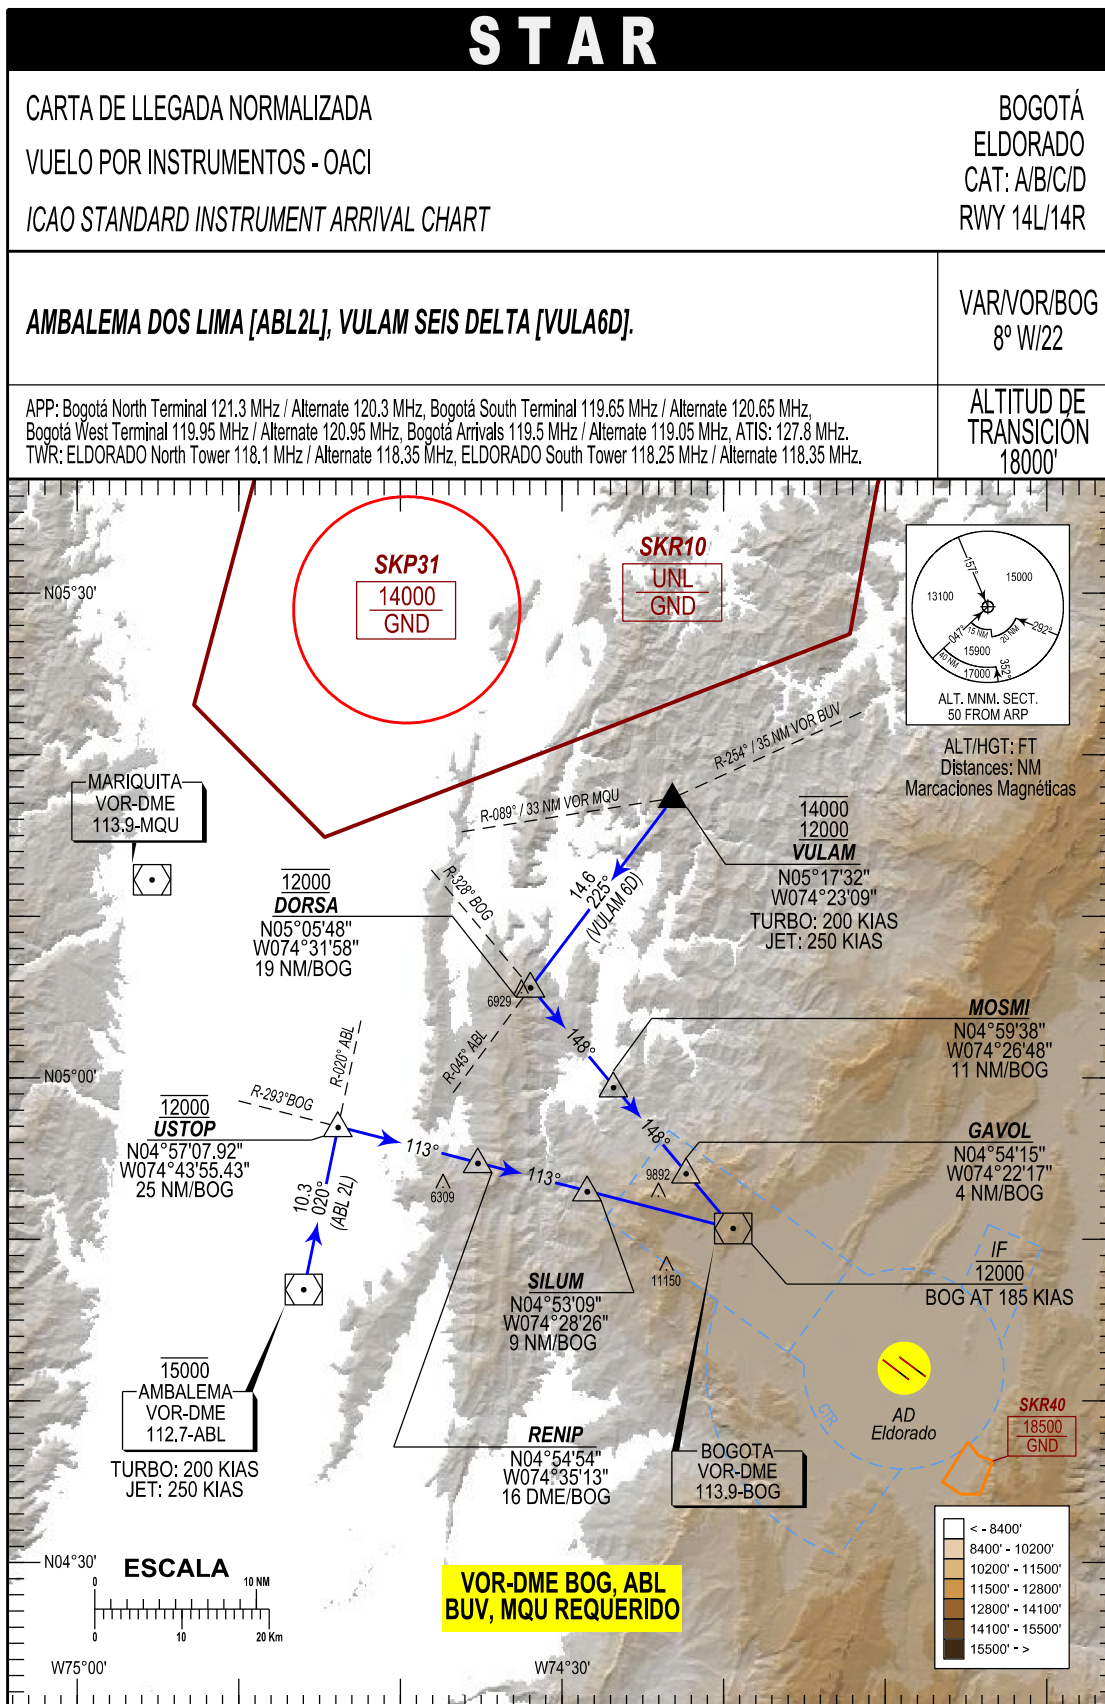 STAR
CARTA DE LLEGADA NORMALIZADA
VUELO POR INSTRUMENTOS - OACI
ICAO STANDARD INSTRUMENT ARRIVAL CHART
BOGOTÁ
ELDORADO
CAT: A/B/C/D
RWY 14L/14R
AMBALEMA DOS LIMA [ABL2L], VULAM SEIS DELTA [VULA6D].
VAR/VOR/BOG
8º W/22
APP: Bogotá North Terminal 121.3 MHz / Alternate 120.3 MHz, Bogotá South Terminal 119.65 MHz / Alternate 120.65 MHz,
Bogotá West Terminal 119.95 MHz / Alternate 120.95 MHz, Bogotá Arrivals 119.5 MHz / Alternate 119.05 MHz, ATIS: 127.8 MHz.
TWR: ELDORADO North Tower 118.1 MHz / Alternate 118.35 MHz, ELDORADO South Tower 118.25 MHz / Alternate 118.35 MHz.
ALTITUD DE
TRANSICIÓN
18000'
SKP31
14000
GND
SKR10
UNL
GND
N05°30'
157°
15000
13100
047°
15 NM
20 NM
292°
15900
40 NM
17000
352°
ALT. MNM. SECT.
50 FROM ARP
ALT/HGT: FT
Distances: NM
Marcaciones Magnéticas
R-254° / 35 NM VOR BUV
R-089° / 33 NM VOR MQU
MARIQUITA
VOR-DME
113.9-MQU
14000
12000
VULAM
N05°17'32"
W074°23'09"
TURBO: 200 KIAS
JET: 250 KIAS
14.6
225°
(VULAM 6D)
R-328° BOG
12000
DORSA
N05°05'48"
W074°31'58"
19 NM/BOG
6929
148°
R-045° ABL
MOSMI
N04°59'38"
W074°26'48"
11 NM/BOG
N05°00'
R-020° ABL
R-293°BOG
12000
USTOP
N04°57'07.92"
W074°43'55.43"
25 NM/BOG
113°
6309
113°
148°
9892
GAVOL
N04°54'15"
W074°22'17"
4 NM/BOG
10.3
020°
(ABL 2L)
IF
12000
BOG AT 185 KIAS
11150
SILUM
N04°53'09"
W074°28'26"
9 NM/BOG
15000
AMBALEMA
VOR-DME
112.7-ABL
TURBO: 200 KIAS
JET: 250 KIAS
RENIP
N04°54'54"
W074°35'13"
16 DME/BOG
BOGOTA
VOR-DME
113.9-BOG
CTR
AD
Eldorado
SKR40
18500
GND
N04°30'
ESCALA
0
10 NM
0
10
20 Km
VOR-DME BOG, ABL
BUV, MQU REQUERIDO
< - 8400'
8400' - 10200'
10200' - 11500'
11500' - 12800'
12800' - 14100'
14100' - 15500'
15500' - >
W75°00'
W74°30'